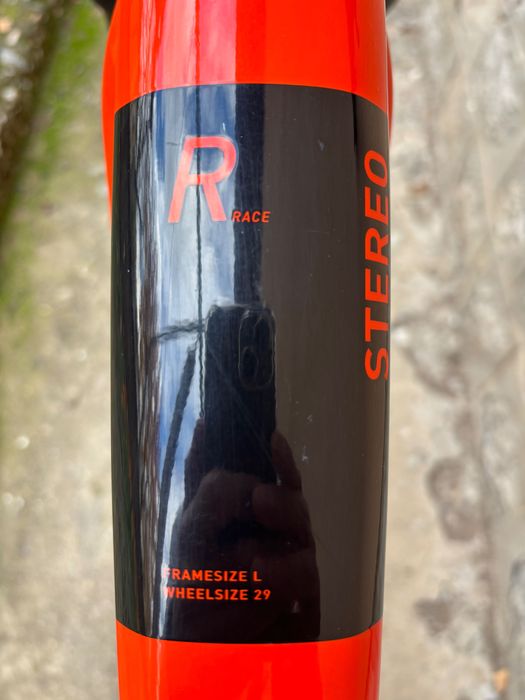 R RACE
STEREO
FRAMESIZE L
WHEELSIZE 29